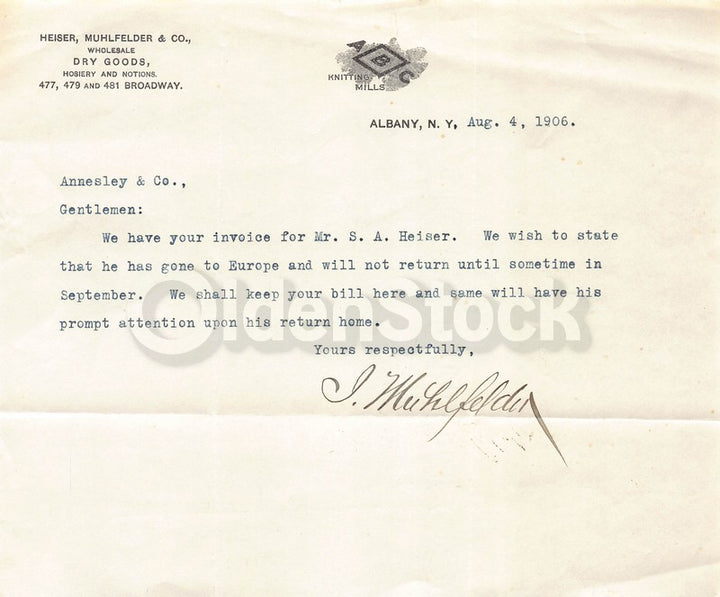 HEISER, MUHLFELDER & CO.,
WHOLESALE
DRY GOODS,
HOSIERY AND NOTIONS.
477, 479 AND 481 BROADWAY.
ABC
KNITTING
MILLS
ALBANY, N. Y., Aug. 4, 1906.
Annesley & Co.,
Gentlemen:
We have your invoice for Mr. S. A. Heiser. We wish to state
that he has gone to Europe and will not return until sometime in
September. We shall keep your bill here and same will have his
prompt attention upon his return home.
OldenStock
Yours respectfully,
I. Muhlfelder